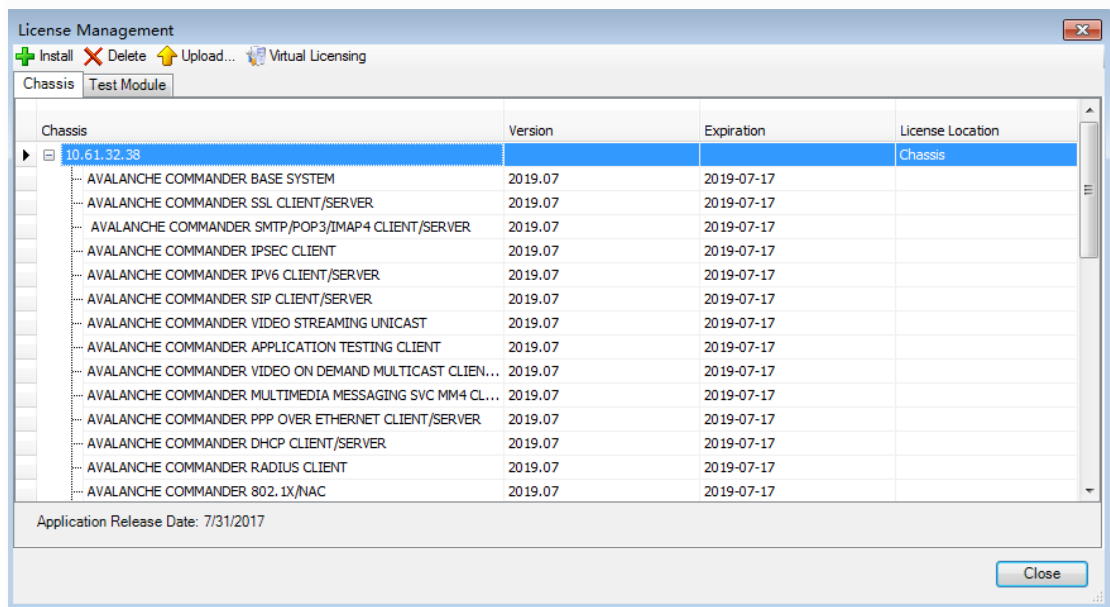 License Management
Install Delete Upload... Virtual Licensing
Chassis Test Module
Chassis Version Expiration License Location
10.61.32.38 Chassis
AVALANCHE COMMANDER BASE SYSTEM 2019.07 2019-07-17
AVALANCHE COMMANDER SSL CLIENT/SERVER 2019.07 2019-07-17
AVALANCHE COMMANDER SMTP/POP3/IMAP4 CLIENT/SERVER 2019.07 2019-07-17
AVALANCHE COMMANDER IPSEC CLIENT 2019.07 2019-07-17
AVALANCHE COMMANDER IPV6 CLIENT/SERVER 2019.07 2019-07-17
AVALANCHE COMMANDER SIP CLIENT/SERVER 2019.07 2019-07-17
AVALANCHE COMMANDER VIDEO STREAMING UNICAST 2019.07 2019-07-17
AVALANCHE COMMANDER APPLICATION TESTING CLIENT 2019.07 2019-07-17
AVALANCHE COMMANDER VIDEO ON DEMAND MULTICAST CLIEN... 2019.07 2019-07-17
AVALANCHE COMMANDER MULTIMEDIA MESSAGING SVC MM4 CL... 2019.07 2019-07-17
AVALANCHE COMMANDER PPP OVER ETHERNET CLIENT/SERVER 2019.07 2019-07-17
AVALANCHE COMMANDER DHCP CLIENT/SERVER 2019.07 2019-07-17
AVALANCHE COMMANDER RADIUS CLIENT 2019.07 2019-07-17
AVALANCHE COMMANDER 802.1X/NAC 2019.07 2019-07-17
Application Release Date: 7/31/2017
Close